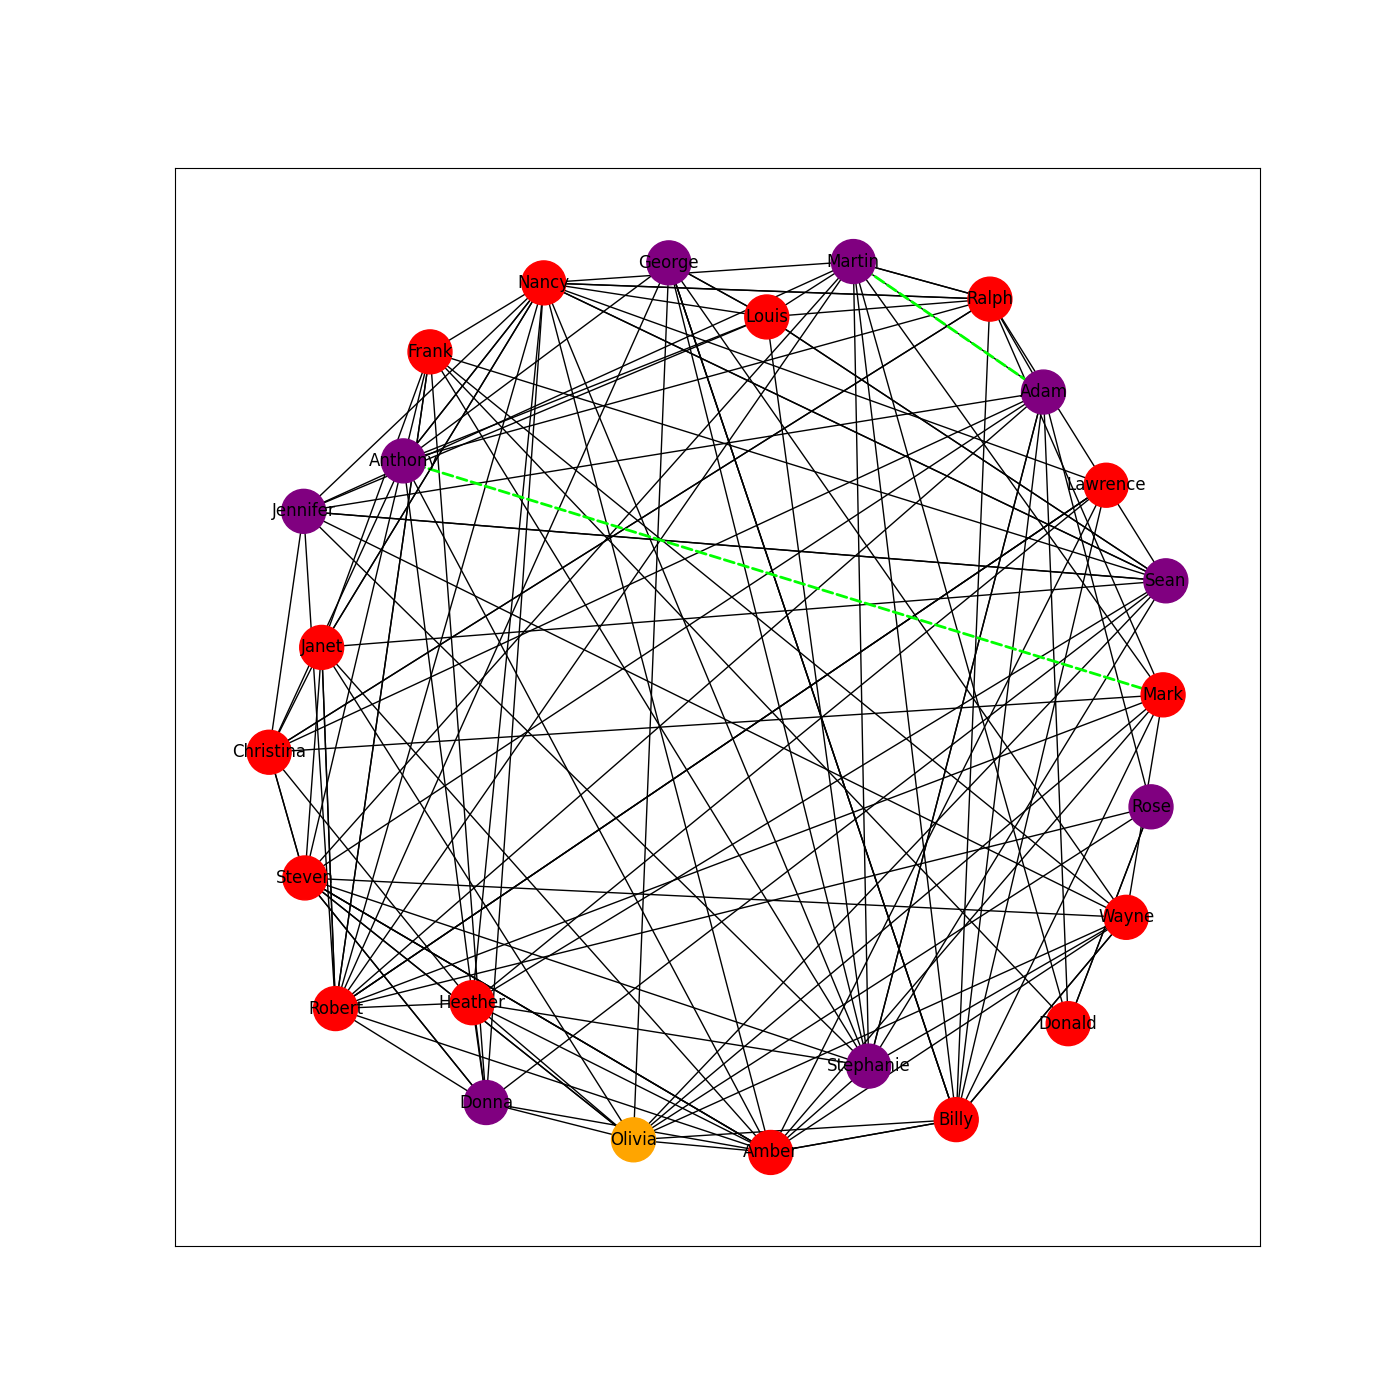 George
Martin
Nancy
Ralph
Louis
Frank
Adam
Anthony
Lawrence
Jennifer
Sean
Janet
Mark
Christina
Rose
Steven
Wayne
Heather
Robert
Donald
Stephanie
Donna
Billy
Olivia
Amber